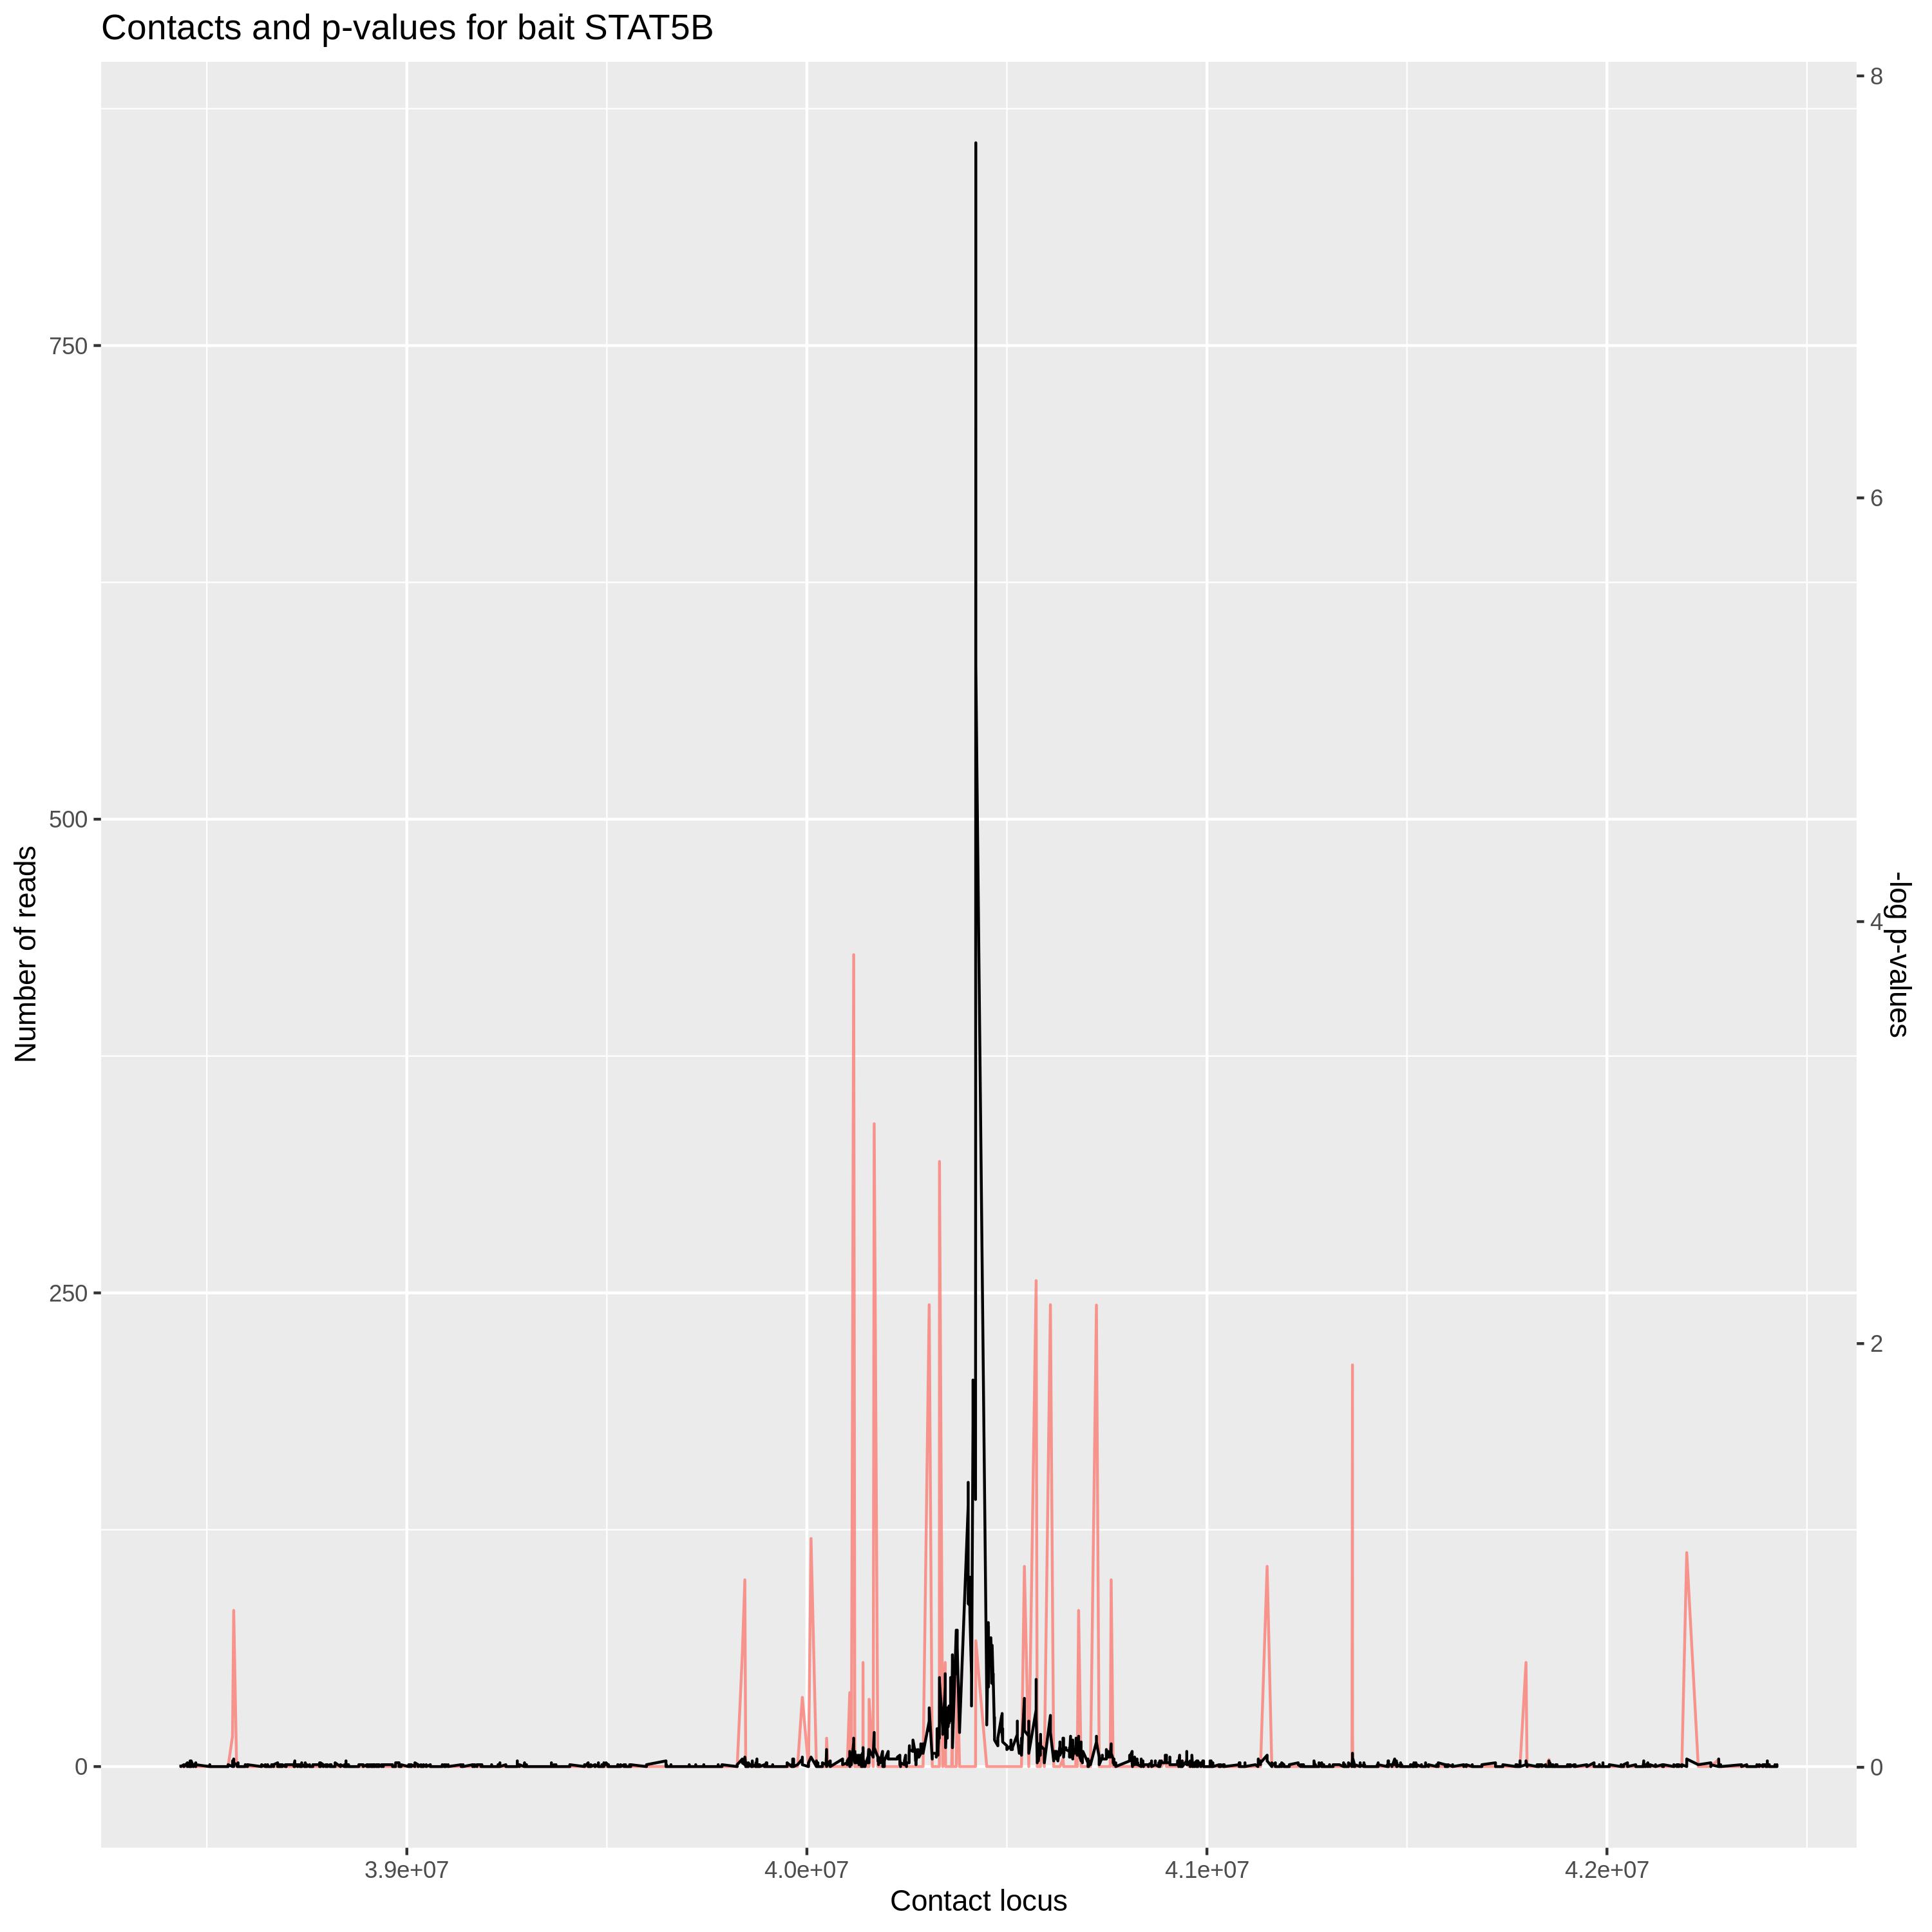 Contacts and p-values for bait STAT5B
8
750
6
500
Number of reads
-log p-values
4
250
2
0
0
3.9e+07
4.0e+07
4.1e+07
4.2e+07
Contact locus